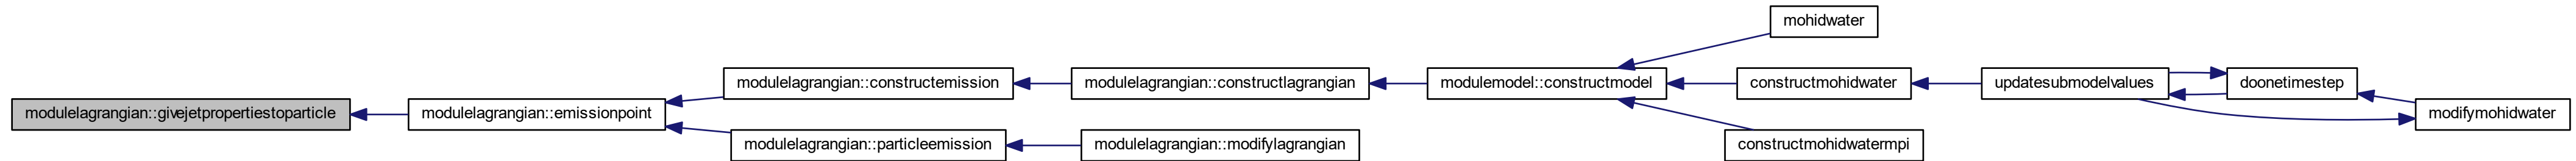 mohidwater
modulelagrangian::constructemission
modulelagrangian::constructlagrangian
modulemodel::constructmodel
constructmohidwater
updatesubmodelvalues
doonetimestep
modulelagrangian::givejetpropertiestoparticle
modulelagrangian::emissionpoint
modifymohidwater
modulelagrangian::particleemission
modulelagrangian::modifylagrangian
constructmohidwatermpi